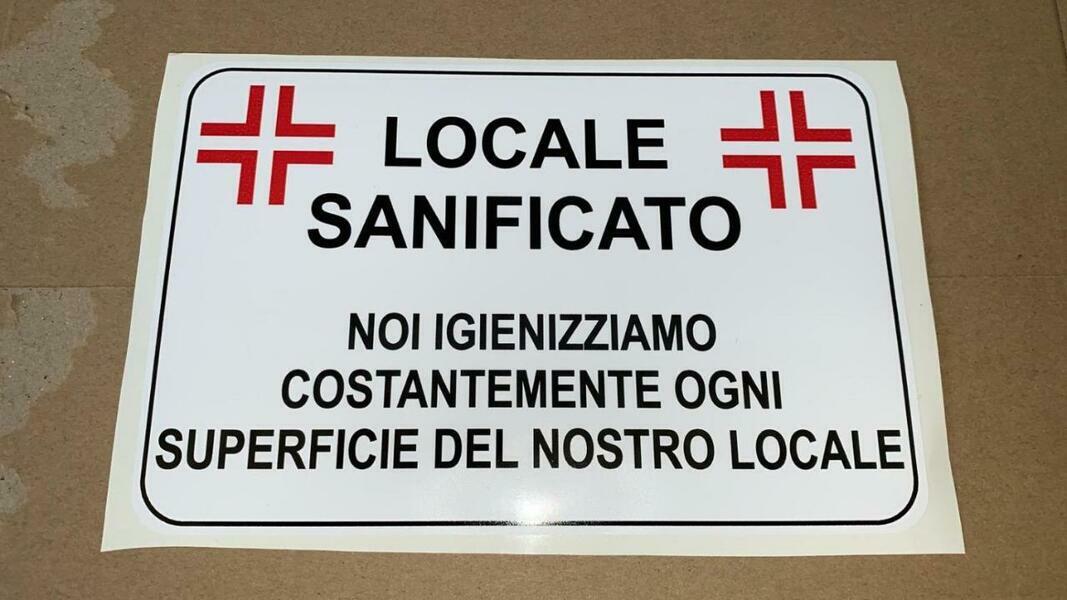 LOCALE
SANIFICATO
NOI IGIENIZZIAMO
COSTANTEMENTE OGNI
SUPERFICIE DEL NOSTRO LOCALE